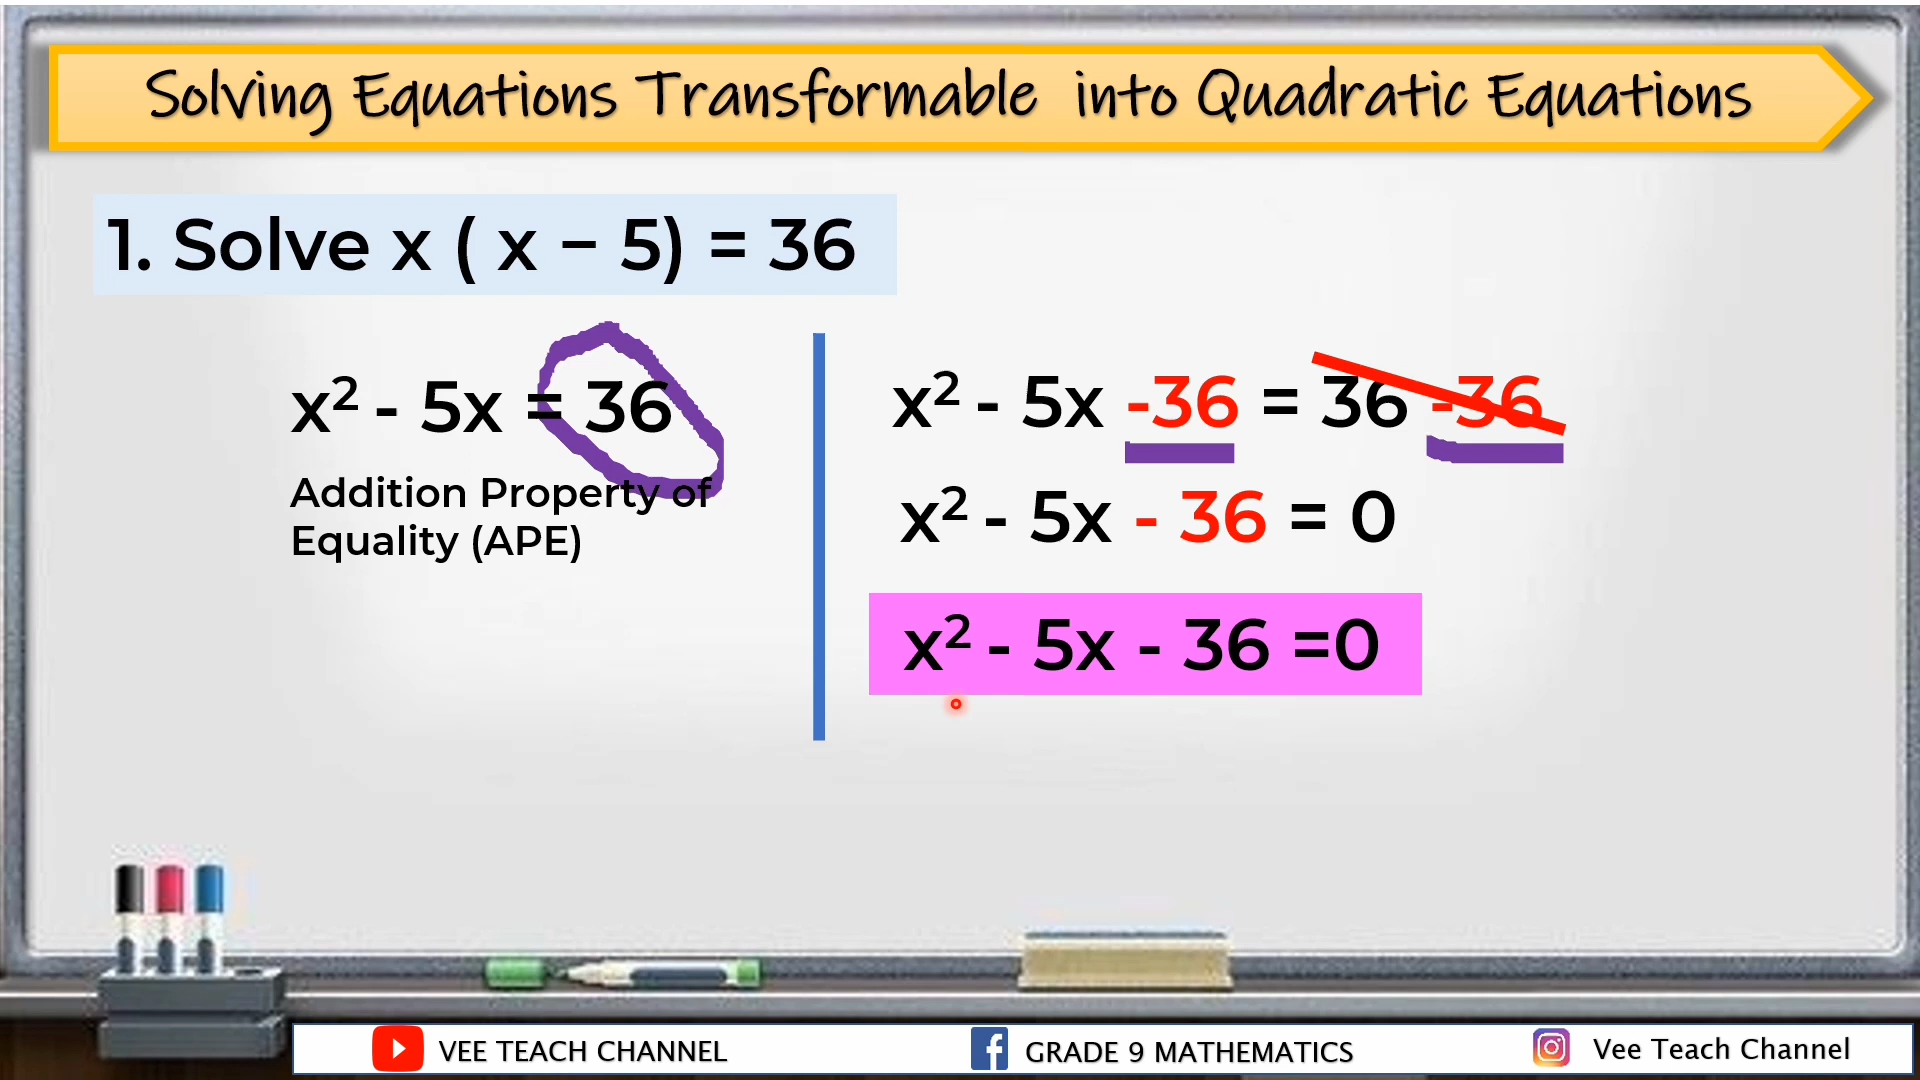 Solving Equations Transformable into Quadratic Equations
1. Solve x ( x − 5) = 36
x² - 5x = 36
Addition Property of
Equality (APE)
x² - 5x -36 = 36 -36
x² - 5x - 36 = 0
x² - 5x - 36 =0
VEE TEACH CHANNEL
GRADE 9 MATHEMATICS
Vee Teach Channel